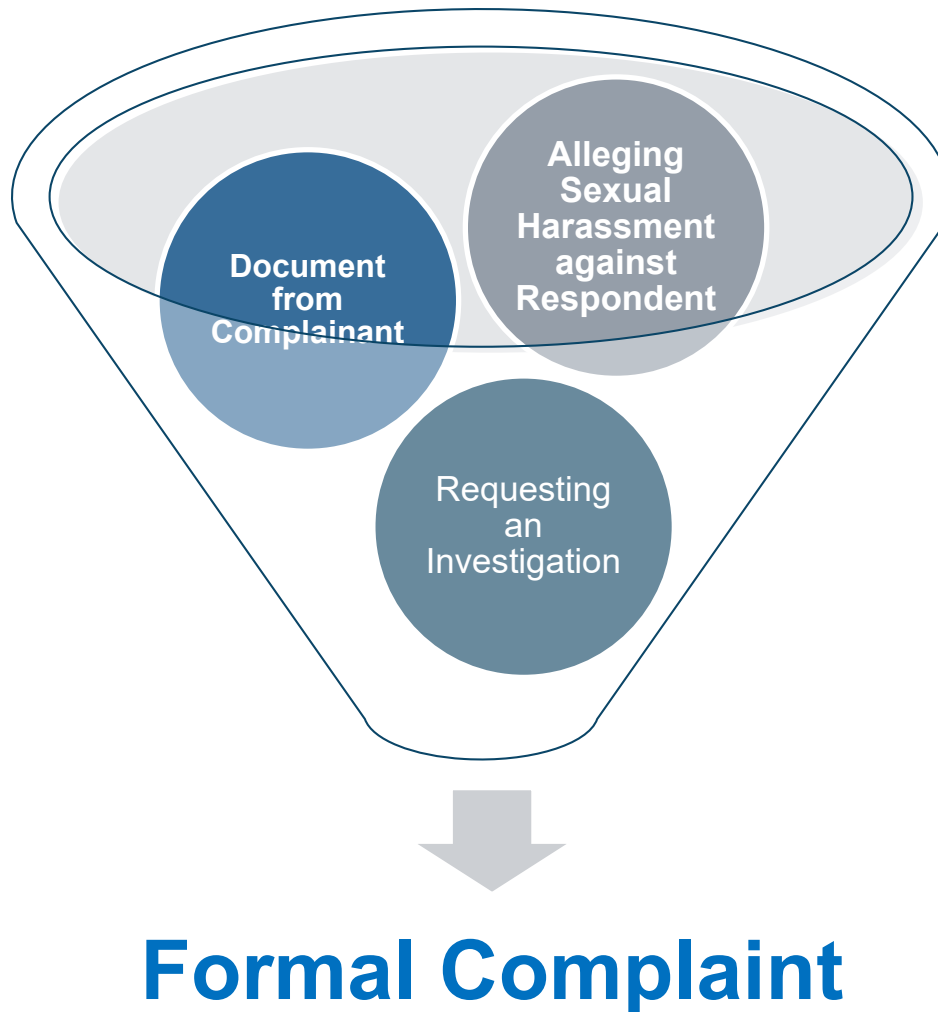 Alleging
Sexual
Harassment
against
Respondent
Document
from
Complainant
Requesting
an
Investigation
Formal Complaint